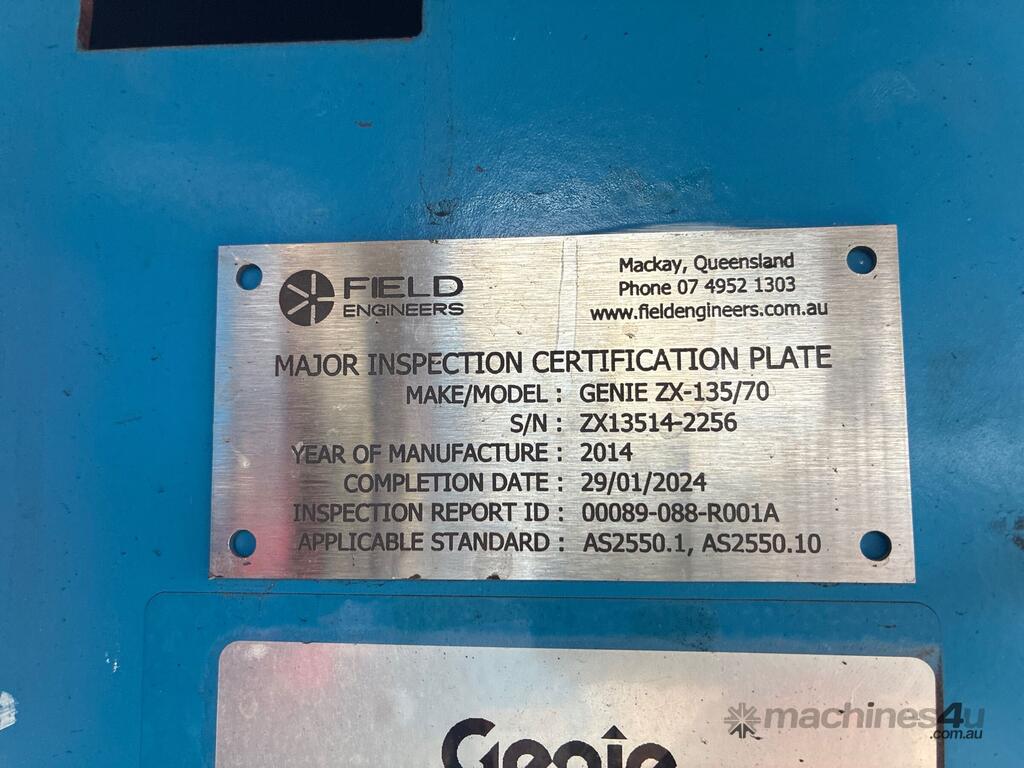 FIELD
ENGINEERS
Mackay, Queensland
Phone 07 4952 1303
www.fieldengineers.com.au
MAJOR INSPECTION CERTIFICATION PLATE
MAKE/MODEL : GENIE ZX-135/70
S/N : ZX13514-2256
YEAR OF MANUFACTURE : 2014
COMPLETION DATE : 29/01/2024
INSPECTION REPORT ID : 00089-088-R001A
APPLICABLE STANDARD : AS2550.1, AS2550.10
Genie
machines4u
.com.au